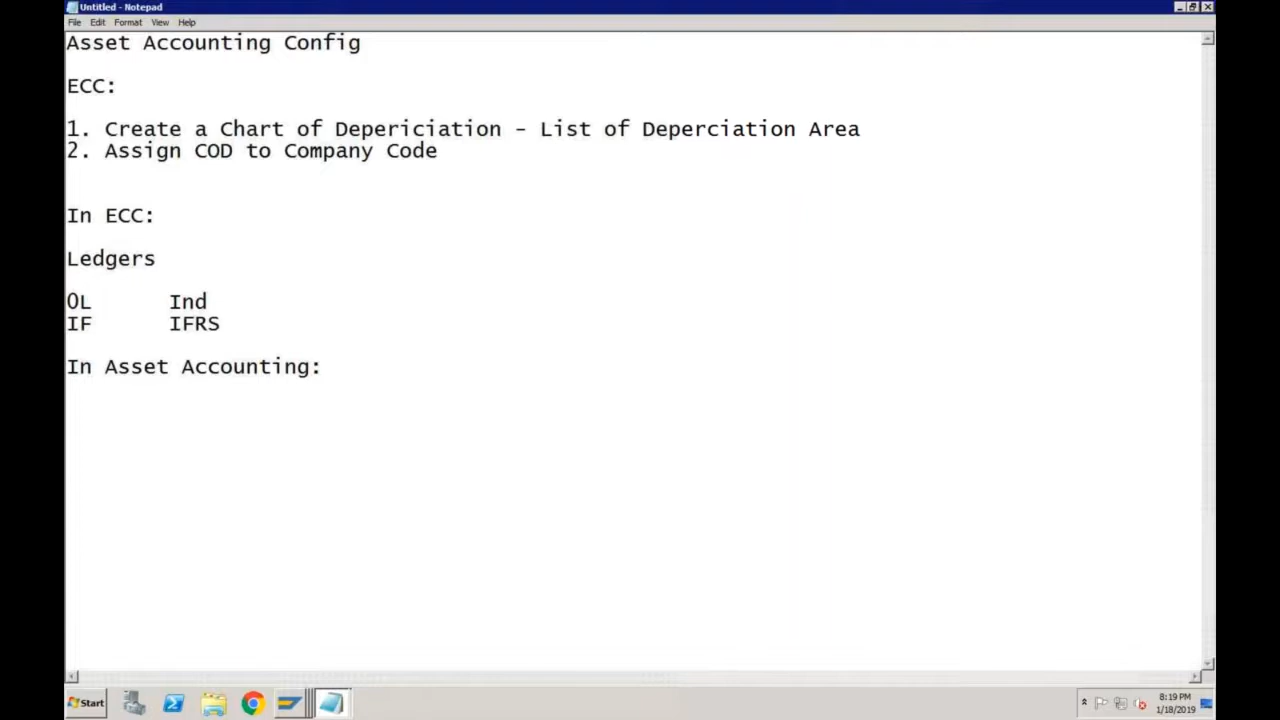 Untitled - Notepad
File Edit Format View Help
Asset Accounting Config
ECC:
1. Create a Chart of Depericiation - List of Deperciation Area
2. Assign COD to Company Code
In ECC:
Ledgers
0L Ind
IF IFRS
In Asset Accounting:
Start
8:19 PM
1/18/2019